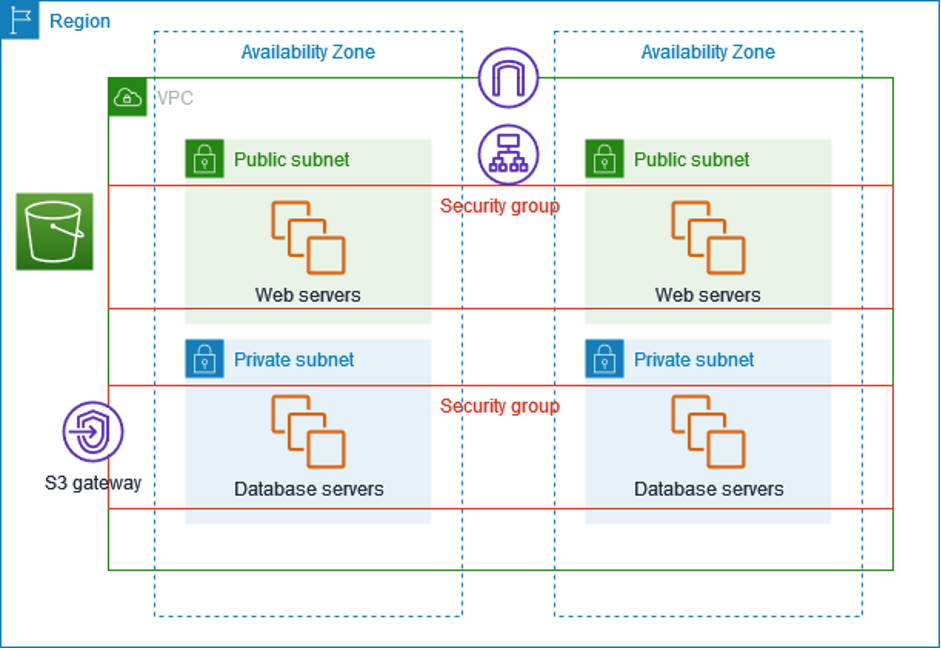 Region
Availability Zone
Availability Zone
VPC
Public subnet
Public subnet
Security group
Web servers
Web servers
Private subnet
Private subnet
Security group
S3 gateway
Database servers
Database servers